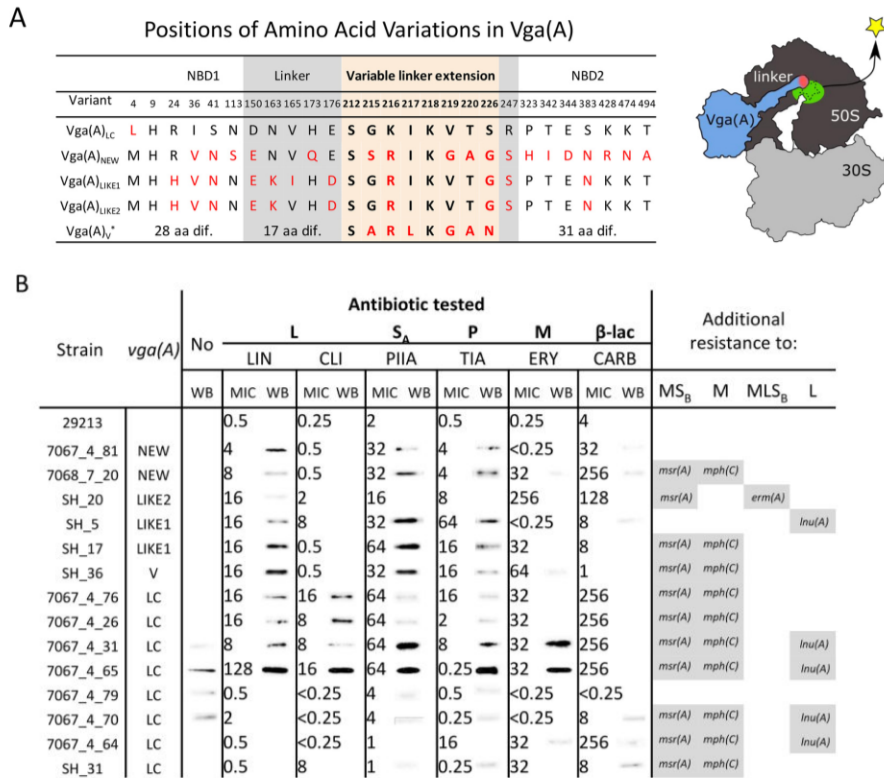 A
Positions of Amino Acid Variations in Vga(A)
NBD1 Linker Variable linker extension NBD2
Variant 4 9 24 36 41 113 150 163 165 173 176 212 215 216 217 218 219 220 226 247 323 342 344 383 428 474 494
Vga(A)LC L H R I S N D N V H E S G K I K V T S R P T E S K K T
Vga(A)NEW M H R V N S E N V Q E S S R I K G A G S H I D N R N A
Vga(A)LIKE1 M H H V N N E K I H D S G R I K V T G S P T E N K K T
Vga(A)LIKE2 M H H V N N E K V H D S G R I K V T G S P T E N K K T
Vga(A)V* 28 aa dif. 17 aa dif. S A R L K G A N 31 aa dif.
linker
Vga(A)
50S
30S
B
Antibiotic tested
Strain vga(A) No L SA P M β-lac Additional resistance to:
LIN CLI PIIA TIA ERY CARB
WB MIC WB MIC WB MIC WB MIC WB MIC WB MIC WB MSB M MLSB L
29213 0.5 0.25 2 0.5 0.25 4
7067_4_81 NEW 4 0.5 32 4 <0.25 32
7068_7_20 NEW 8 0.5 32 4 32 256 msr(A) mph(C)
SH_20 LIKE2 16 2 16 8 256 128 msr(A) erm(A)
SH_5 LIKE1 16 8 32 64 <0.25 8 lnu(A)
SH_17 LIKE1 16 0.5 64 16 32 8 msr(A) mph(C)
SH_36 V 16 0.5 32 16 64 1 msr(A) mph(C)
7067_4_76 LC 16 16 64 16 32 256 msr(A) mph(C)
7067_4_26 LC 16 8 64 2 32 256 msr(A) mph(C)
7067_4_31 LC 8 8 64 8 32 256 msr(A) mph(C) lnu(A)
7067_4_65 LC 128 16 64 0.25 32 256 msr(A) mph(C) lnu(A)
7067_4_79 LC 0.5 <0.25 4 0.5 <0.25 <0.25
7067_4_70 LC 2 <0.25 4 0.25 <0.25 8 msr(A) mph(C) lnu(A)
7067_4_64 LC 0.5 <0.25 1 16 32 256 msr(A) mph(C) lnu(A)
SH_31 LC 0.5 8 1 0.25 32 8 msr(A) mph(C)